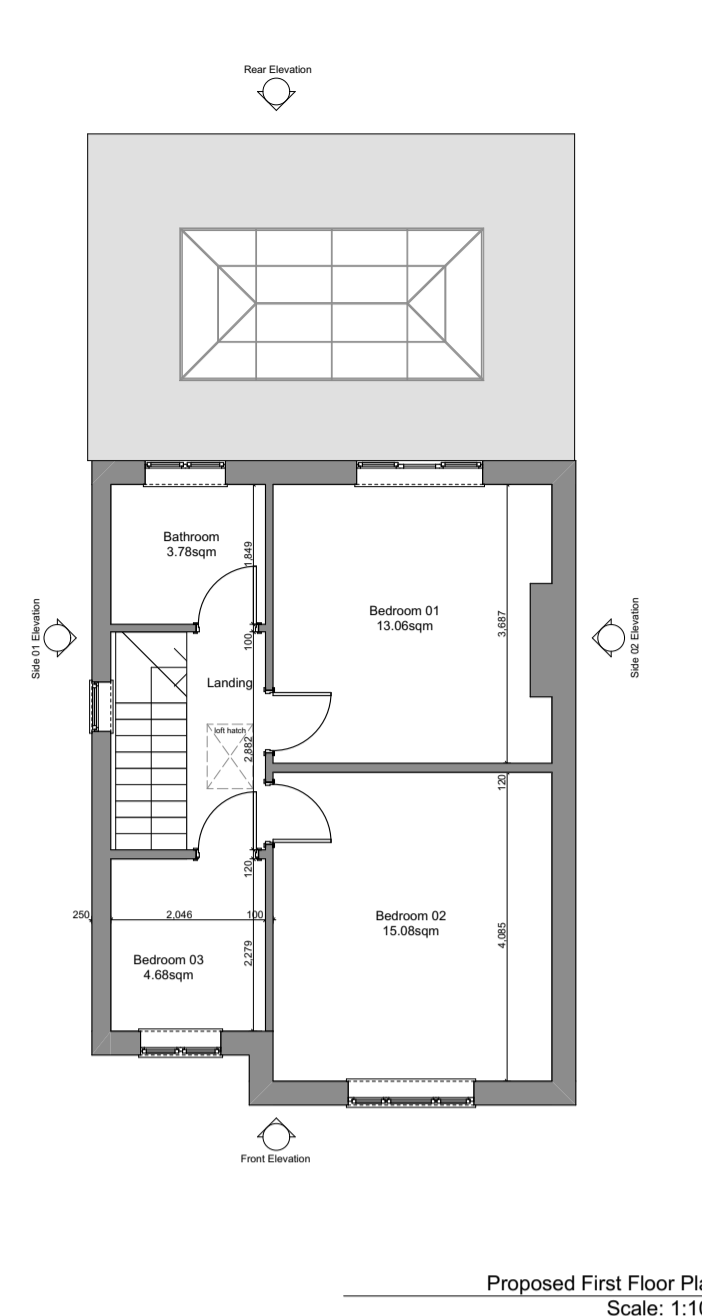 Rear Elevation
Bathroom
3.78sqm
1,849
Bedroom 01
13.06sqm
3,687
Side 01 Elevation
Side 02 Elevation
100
Landing
loft hatch
2,882
120
120
250
2,046
100
Bedroom 02
15.08sqm
4,085
Bedroom 03
4.68sqm
2,279
Front Elevation
Proposed First Floor Pla
Scale: 1:10